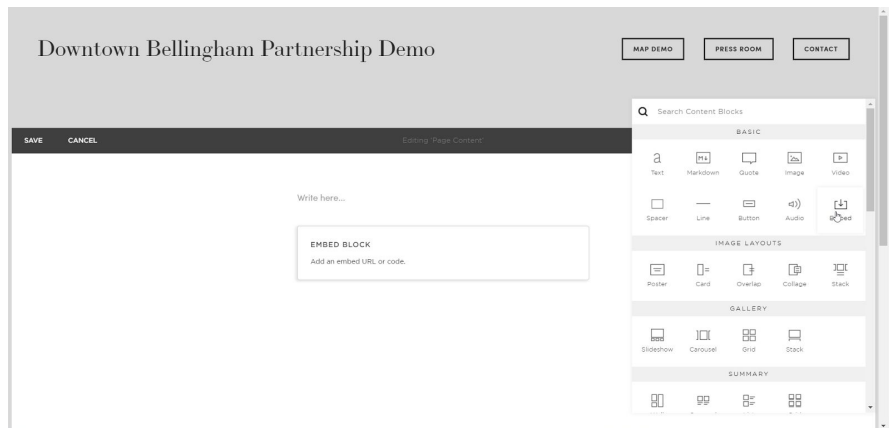 Downtown Bellingham Partnership Demo
MAP DEMO PRESS ROOM CONTACT
Search Content Blocks
BASIC
SAVE CANCEL Editing 'Page Content'
Text Markdown Quote Image Video
Write here...
Spacer Line Button Audio Embed
EMBED BLOCK
Add an embed URL or code.
IMAGE LAYOUTS
Poster Card Overlap Collage Stack
GALLERY
Slideshow Carousel Grid Stack
SUMMARY